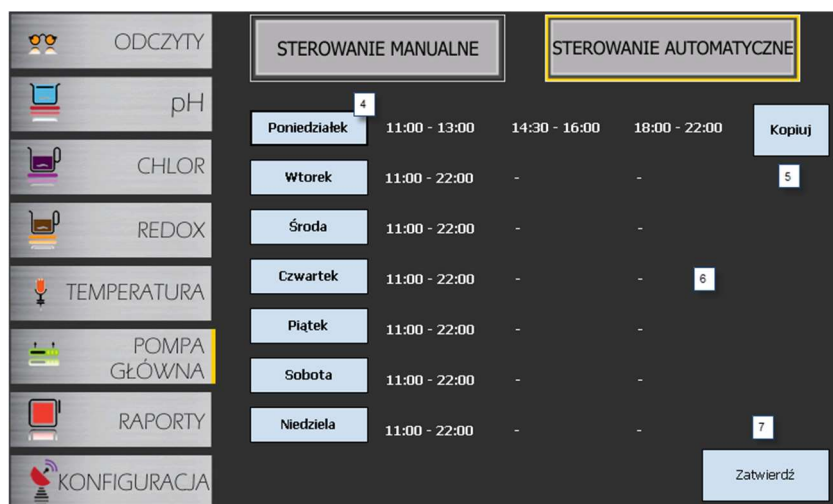 ODCZYTY
pH
CHLOR
REDOX
TEMPERATURA
POMPA
GŁÓWNA
RAPORTY
KONFIGURACJA
STEROWANIE MANUALNE
STEROWANIE AUTOMATYCZNE
4
Poniedziałek 11:00 - 13:00 14:30 - 16:00 18:00 - 22:00 Kopiuj
Wtorek 11:00 - 22:00 - - 5
Środa 11:00 - 22:00 - -
Czwartek 11:00 - 22:00 - - 6
Piątek 11:00 - 22:00 - -
Sobota 11:00 - 22:00 - -
Niedziela 11:00 - 22:00 - - 7
Zatwierdź